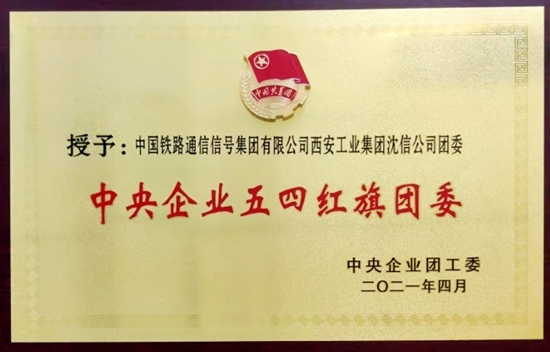 中国共青团
授予：中国铁路通信信号集团有限公司西安工业集团沈信公司团委
中央企业五四红旗团委
中央企业团工委
二〇二一年四月